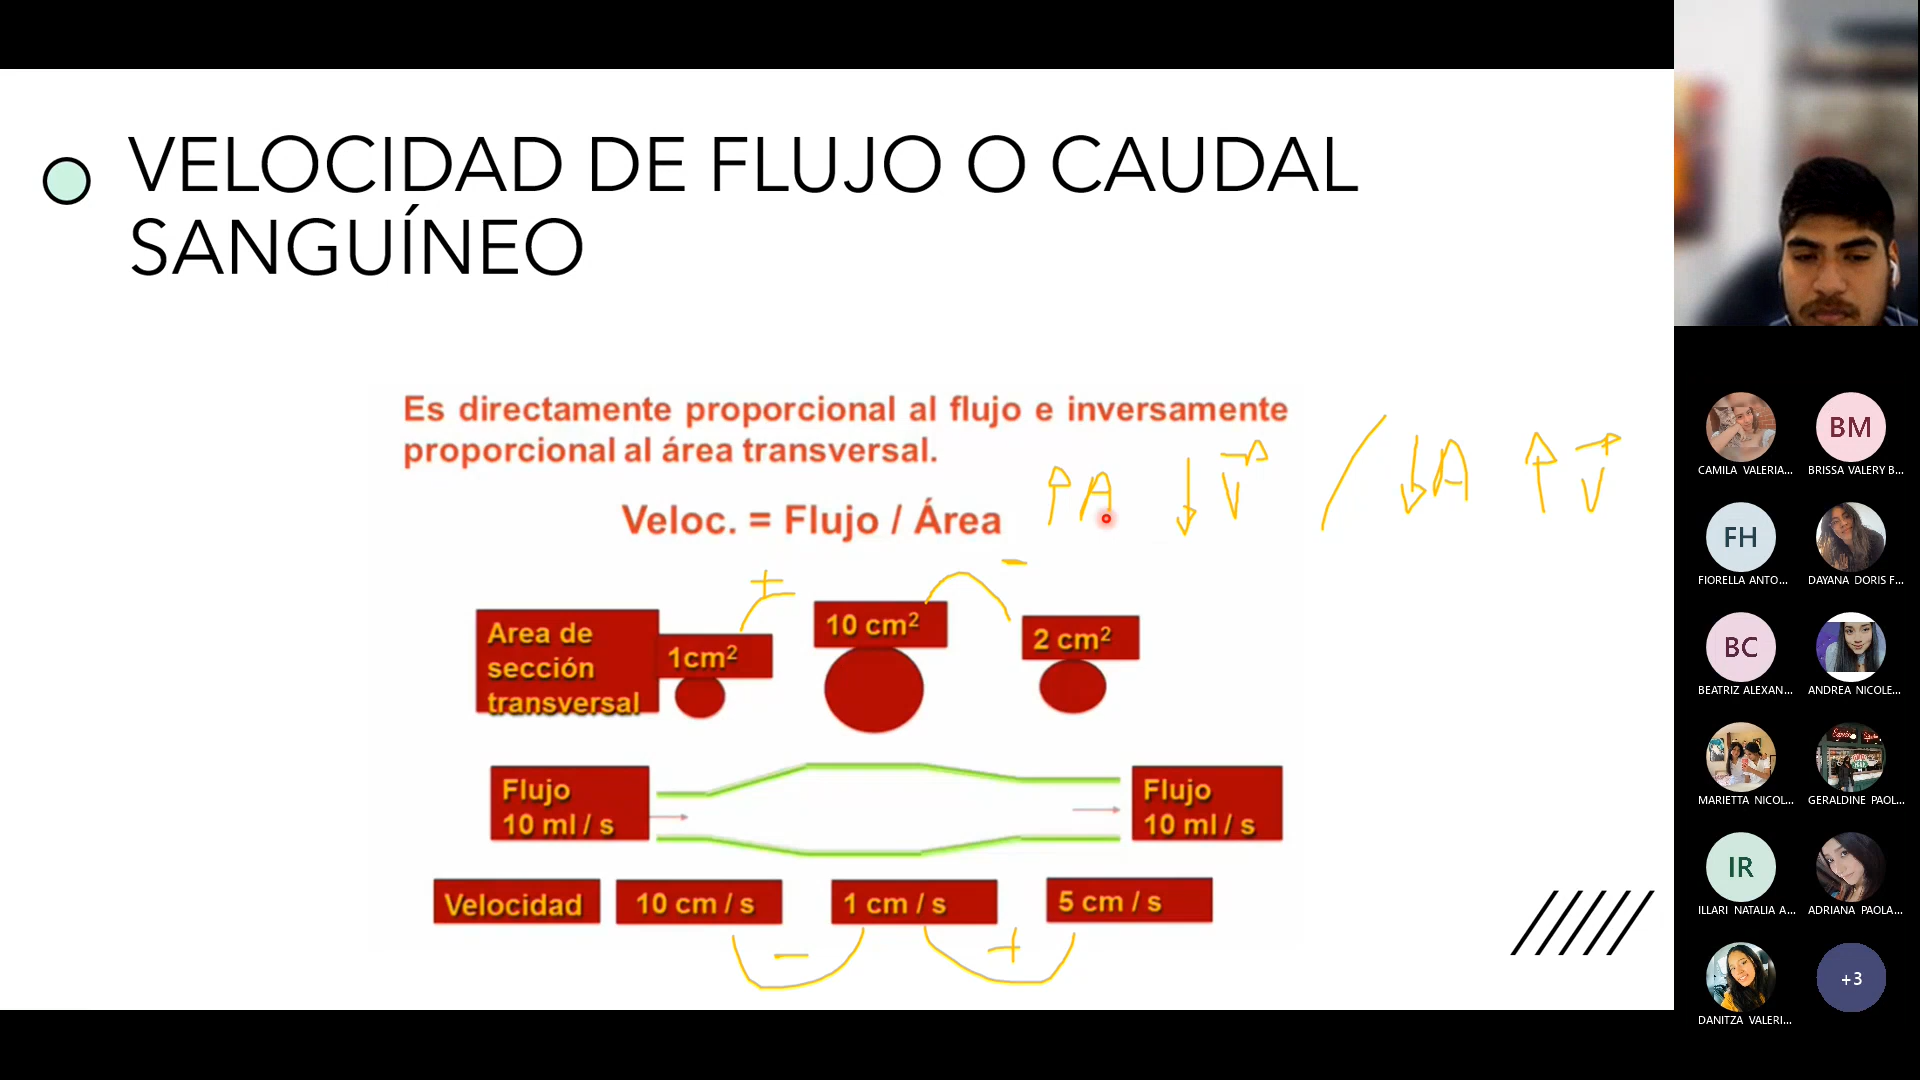 VELOCIDAD DE FLUJO O CAUDAL
SANGUÍNEO
Es directamente proporcional al flujo e inversamente
proporcional al área transversal.
Veloc. = Flujo / Área
↑A ↓V⃗ / ↓A ↑V⃗
+
-
Area de
sección
transversal
1cm²
10 cm²
2 cm²
Flujo
10 ml / s
Flujo
10 ml / s
Velocidad
10 cm / s
1 cm / s
5 cm / s
-
+
CAMILA VALERIA...
BM
BRISSA VALERY B...
FH
FIORELLA ANTO...
DAYANA DORIS F...
BC
BEATRIZ ALEXAN...
ANDREA NICOLE...
MARIETTA NICOL...
GERALDINE PAOL...
IR
ILLARI NATALIA A...
ADRIANA PAOLA...
DANITZA VALERI...
+3